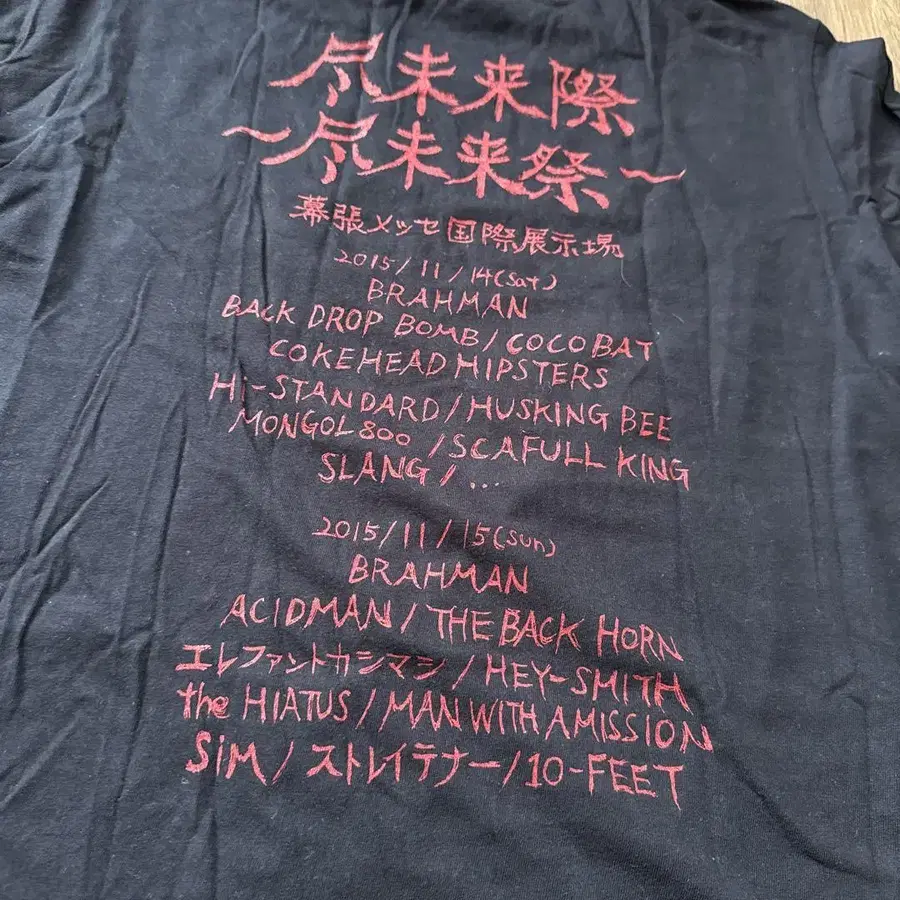 尽未来際
～尽未来祭～
幕張メッセ国際展示場
2015/11/14(Sat)
BRAHMAN
BACK DROP BOMB/COCOBAT
COKEHEAD HIPSTERS
Hi-STANDARD/HUSKING BEE
MONGOL800/SCAFULL KING
SLANG/...
2015/11/15(Sun)
BRAHMAN
ACIDMAN/THE BACK HORN
エレファントカシマシ/HEY-SMITH
the HIATUS/MAN WITH A MISSION
SiM/ストレイテナー/10-FEET